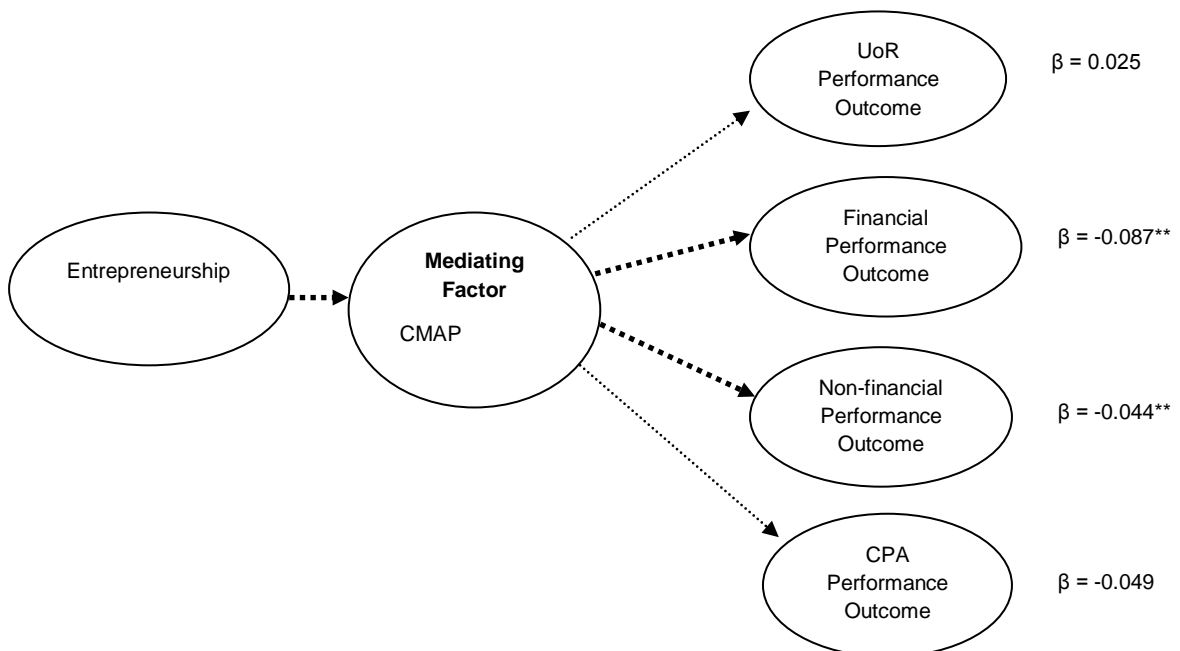 UoR
Performance
Outcome
β = 0.025
Financial
Performance
Outcome
β = -0.087**
Entrepreneurship
Mediating
Factor
CMAP
Non-financial
Performance
Outcome
β = -0.044**
CPA
Performance
Outcome
β = -0.049